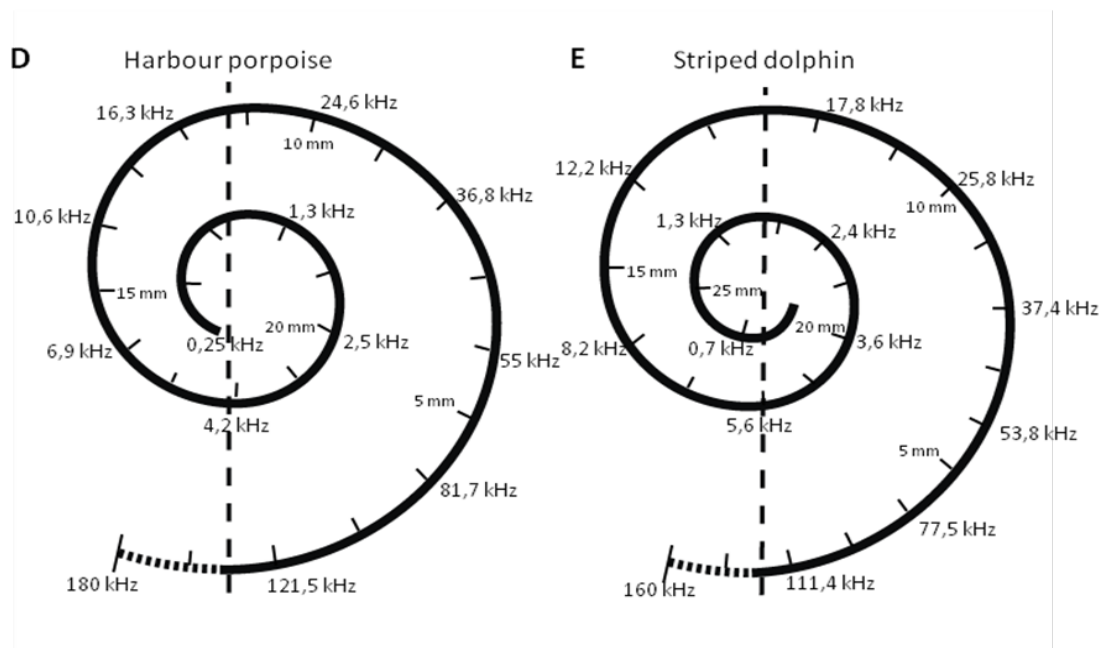 D
Harbour porpoise
16,3 kHz
24,6 kHz
10 mm
36,8 kHz
10,6 kHz
1,3 kHz
15 mm
20 mm
6,9 kHz
0,25 kHz
2,5 kHz
55 kHz
5 mm
4,2 kHz
81,7 kHz
180 kHz
121,5 kHz
E
Striped dolphin
17,8 kHz
12,2 kHz
25,8 kHz
10 mm
1,3 kHz
2,4 kHz
15 mm
25 mm
37,4 kHz
20 mm
8,2 kHz
0,7 kHz
3,6 kHz
5,6 kHz
53,8 kHz
5 mm
77,5 kHz
160 kHz
111,4 kHz